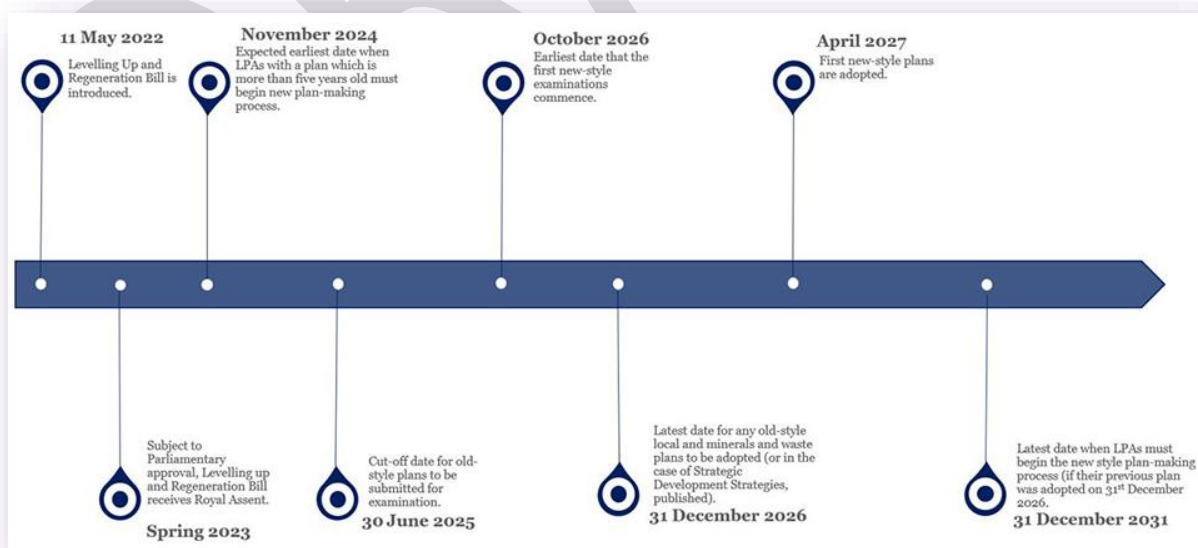 11 May 2022
Levelling Up and
Regeneration Bill is
introduced.
November 2024
Expected earliest date when
LPAs with a plan which is
more than five years old must
begin new plan-making
process.
October 2026
Earliest date that the
first new-style
examinations
commence.
April 2027
First new-style plans
are adopted.
Subject to
Parliamentary
approval, Levelling up
and Regeneration Bill
receives Royal Assent.
Spring 2023
Cut-off date for old-
style plans to be
submitted for
examination.
30 June 2025
Latest date for any old-style
local and minerals and waste
plans to be adopted (or in the
case of Strategic
Development Strategies,
published).
31 December 2026
Latest date when LPAs must
begin the new style plan-making
process (if their previous plan
was adopted on 31st December
2026.
31 December 2031